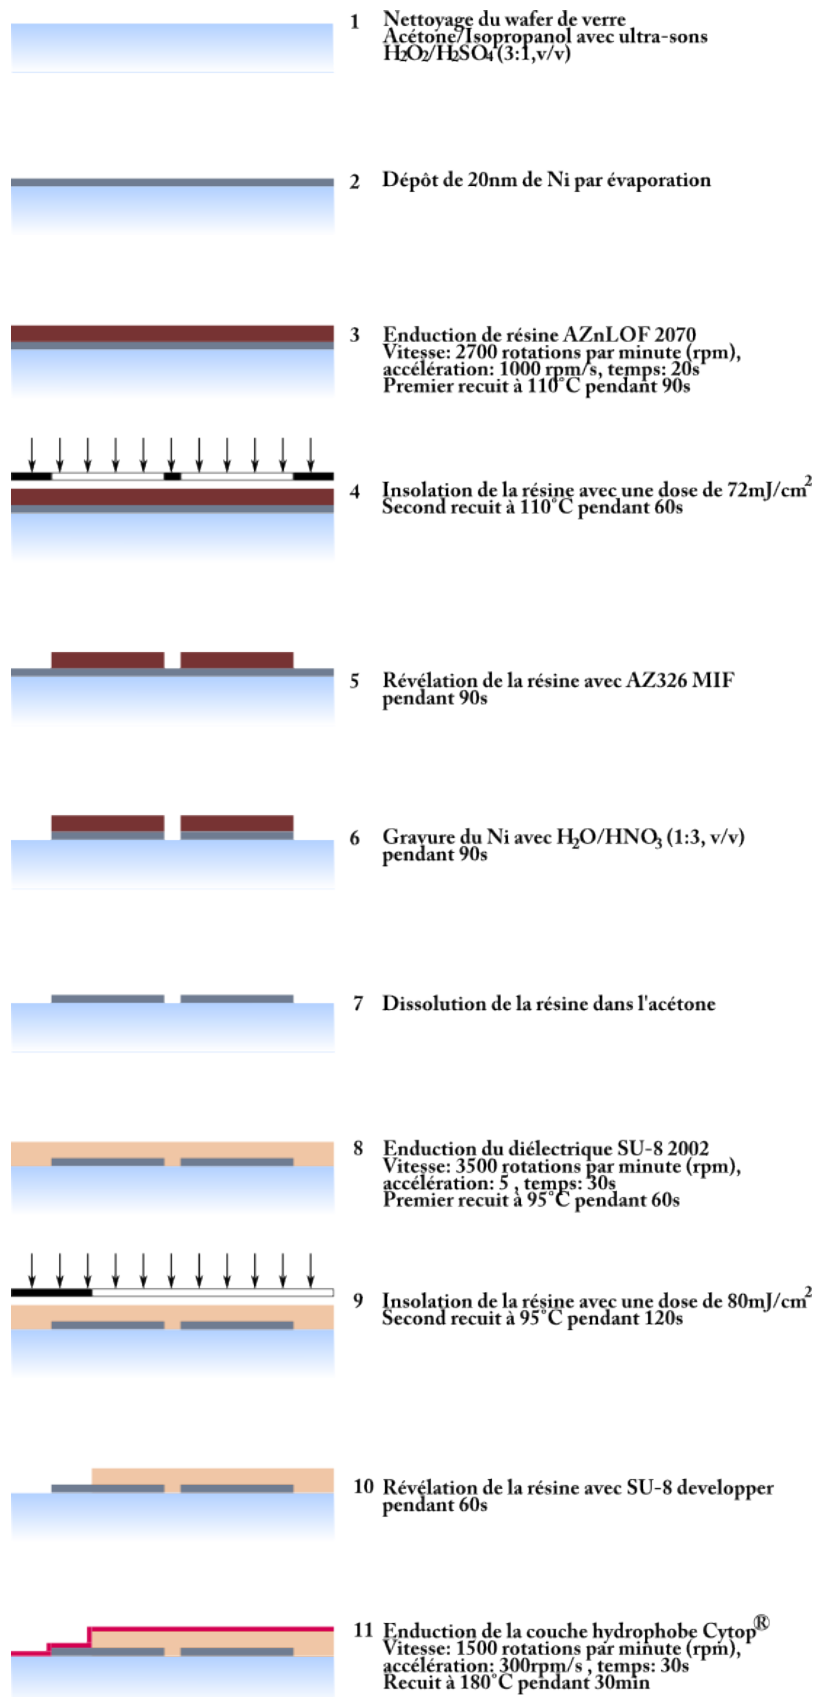 1 Nettoyage du wafer de verre
Acétone/Isopropanol avec ultra-sons
H₂O₂/H₂SO₄ (3:1,v/v)
2 Dépôt de 20nm de Ni par évaporation
3 Enduction de résine AZnLOF 2070
Vitesse: 2700 rotations par minute (rpm),
accélération: 1000 rpm/s, temps: 20s
Premier recuit à 110°C pendant 90s
4 Insolation de la résine avec une dose de 72mJ/cm²
Second recuit à 110°C pendant 60s
5 Révélation de la résine avec AZ326 MIF
pendant 90s
6 Gravure du Ni avec H₂O/HNO₃ (1:3, v/v)
pendant 90s
7 Dissolution de la résine dans l'acétone
8 Enduction du diélectrique SU-8 2002
Vitesse: 3500 rotations par minute (rpm),
accélération: 5 , temps: 30s
Premier recuit à 95°C pendant 60s
9 Insolation de la résine avec une dose de 80mJ/cm²
Second recuit à 95°C pendant 120s
10 Révélation de la résine avec SU-8 developper
pendant 60s
11 Enduction de la couche hydrophobe Cytop®
Vitesse: 1500 rotations par minute (rpm),
accélération: 300rpm/s , temps: 30s
Recuit à 180°C pendant 30min